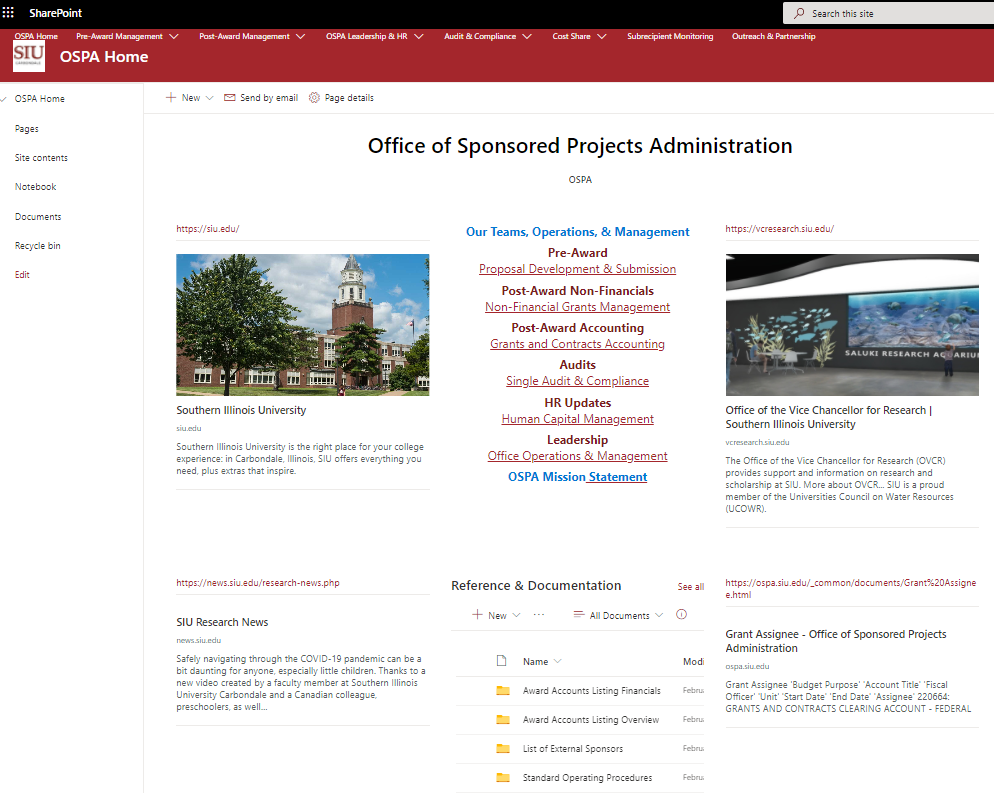 SharePoint
Search this site
OSPA Home
Pre-Award Management
Post-Award Management
OSPA Leadership & HR
Audit & Compliance
Cost Share
Subrecipient Monitoring
Outreach & Partnership
SIU
OSPA Home
OSPA Home
Pages
Site contents
Notebook
Documents
Recycle bin
Edit
New
Send by email
Page details
Office of Sponsored Projects Administration
OSPA
https://siu.edu/
Southern Illinois University
siu.edu
Southern Illinois University is the right place for your college
experience: in Carbondale, Illinois, SIU offers everything you
need, plus extras that inspire.
Our Teams, Operations, & Management
Pre-Award
Proposal Development & Submission
Post-Award Non-Financials
Non-Financial Grants Management
Post-Award Accounting
Grants and Contracts Accounting
Audits
Single Audit & Compliance
HR Updates
Human Capital Management
Leadership
Office Operations & Management
OSPA Mission Statement
https://vcresearch.siu.edu/
SALUKI RESEARCH AQUARIU
Office of the Vice Chancellor for Research |
Southern Illinois University
vcresearch.siu.edu
The Office of the Vice Chancellor for Research (OVCR)
provides support and information on research and
scholarship at SIU. More about OVCR... SIU is a proud
member of the Universities Council on Water Resources
(UCOWR).
https://news.siu.edu/research-news.php
SIU Research News
news.siu.edu
Safely navigating through the COVID-19 pandemic can be a
bit daunting for anyone, especially little children. Thanks to a
new video created by a faculty member at Southern Illinois
University Carbondale and a Canadian colleague,
preschoolers, as well...
Reference & Documentation
See all
New
All Documents
Name
Modi
Award Accounts Listing Financials
Februa
Award Accounts Listing Overview
Februa
List of External Sponsors
Februa
Standard Operating Procedures
Februa
https://ospa.siu.edu/_common/documents/Grant%20Assigne
e.html
Grant Assignee - Office of Sponsored Projects
Administration
ospa.siu.edu
Grant Assignee 'Budget Purpose' 'Account Title' 'Fiscal
Officer' 'Unit' 'Start Date' 'End Date' 'Assignee' 220664:
GRANTS AND CONTRACTS CLEARING ACCOUNT - FEDERAL